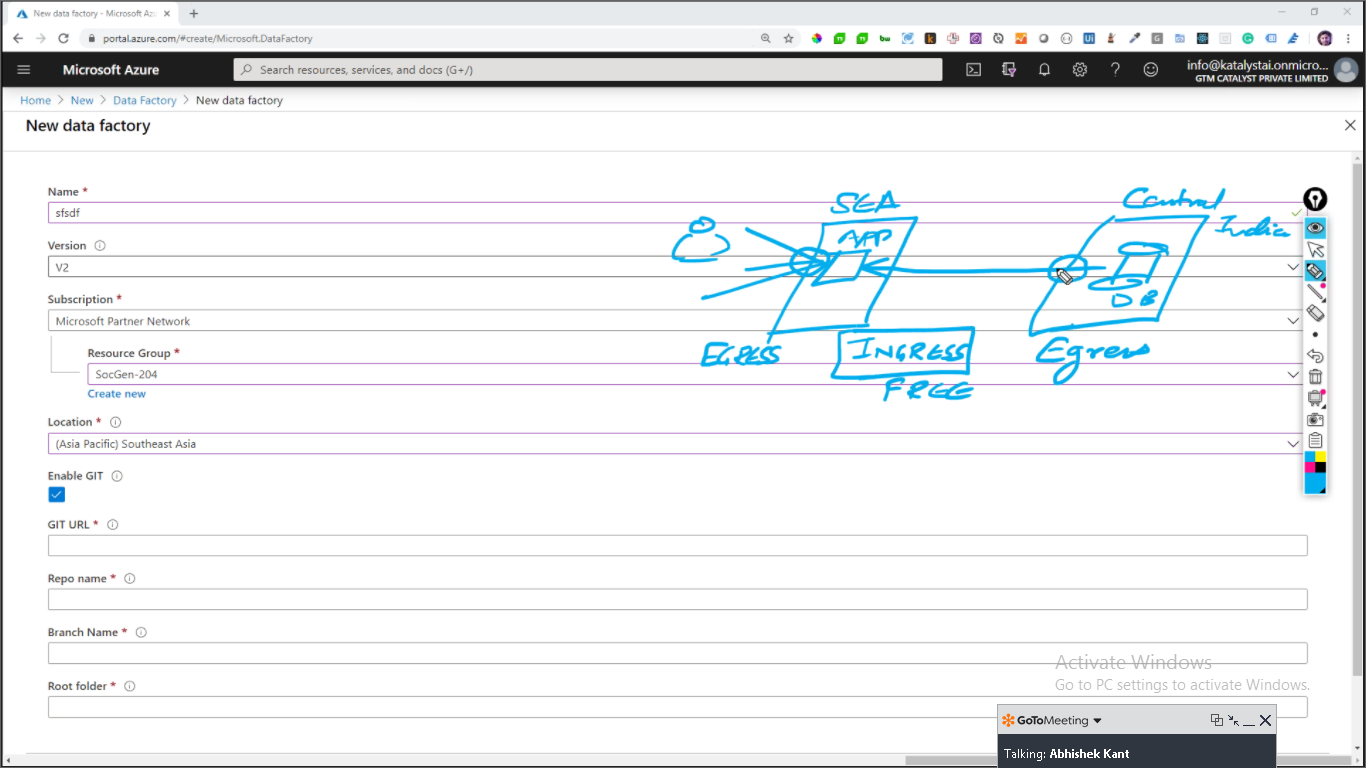 New data factory - Microsoft Az
portal.azure.com/#create/Microsoft.DataFactory
Microsoft Azure
Search resources, services, and docs (G+/)
info@katalystai.onmicro...
GTM CATALYST PRIVATE LIMITED
Home > New > Data Factory > New data factory
New data factory
Name *
sfsdf
Version
V2
Subscription *
Microsoft Partner Network
Resource Group *
SocGen-204
Create new
Location *
(Asia Pacific) Southeast Asia
Enable GIT
GIT URL *
Repo name *
Branch Name *
Root folder *
SEA
APP
Central
India
DB
INGRESS
FREE
Egress
Activate Windows
Go to PC settings to activate Windows.
GoToMeeting
Talking: Abhishek Kant